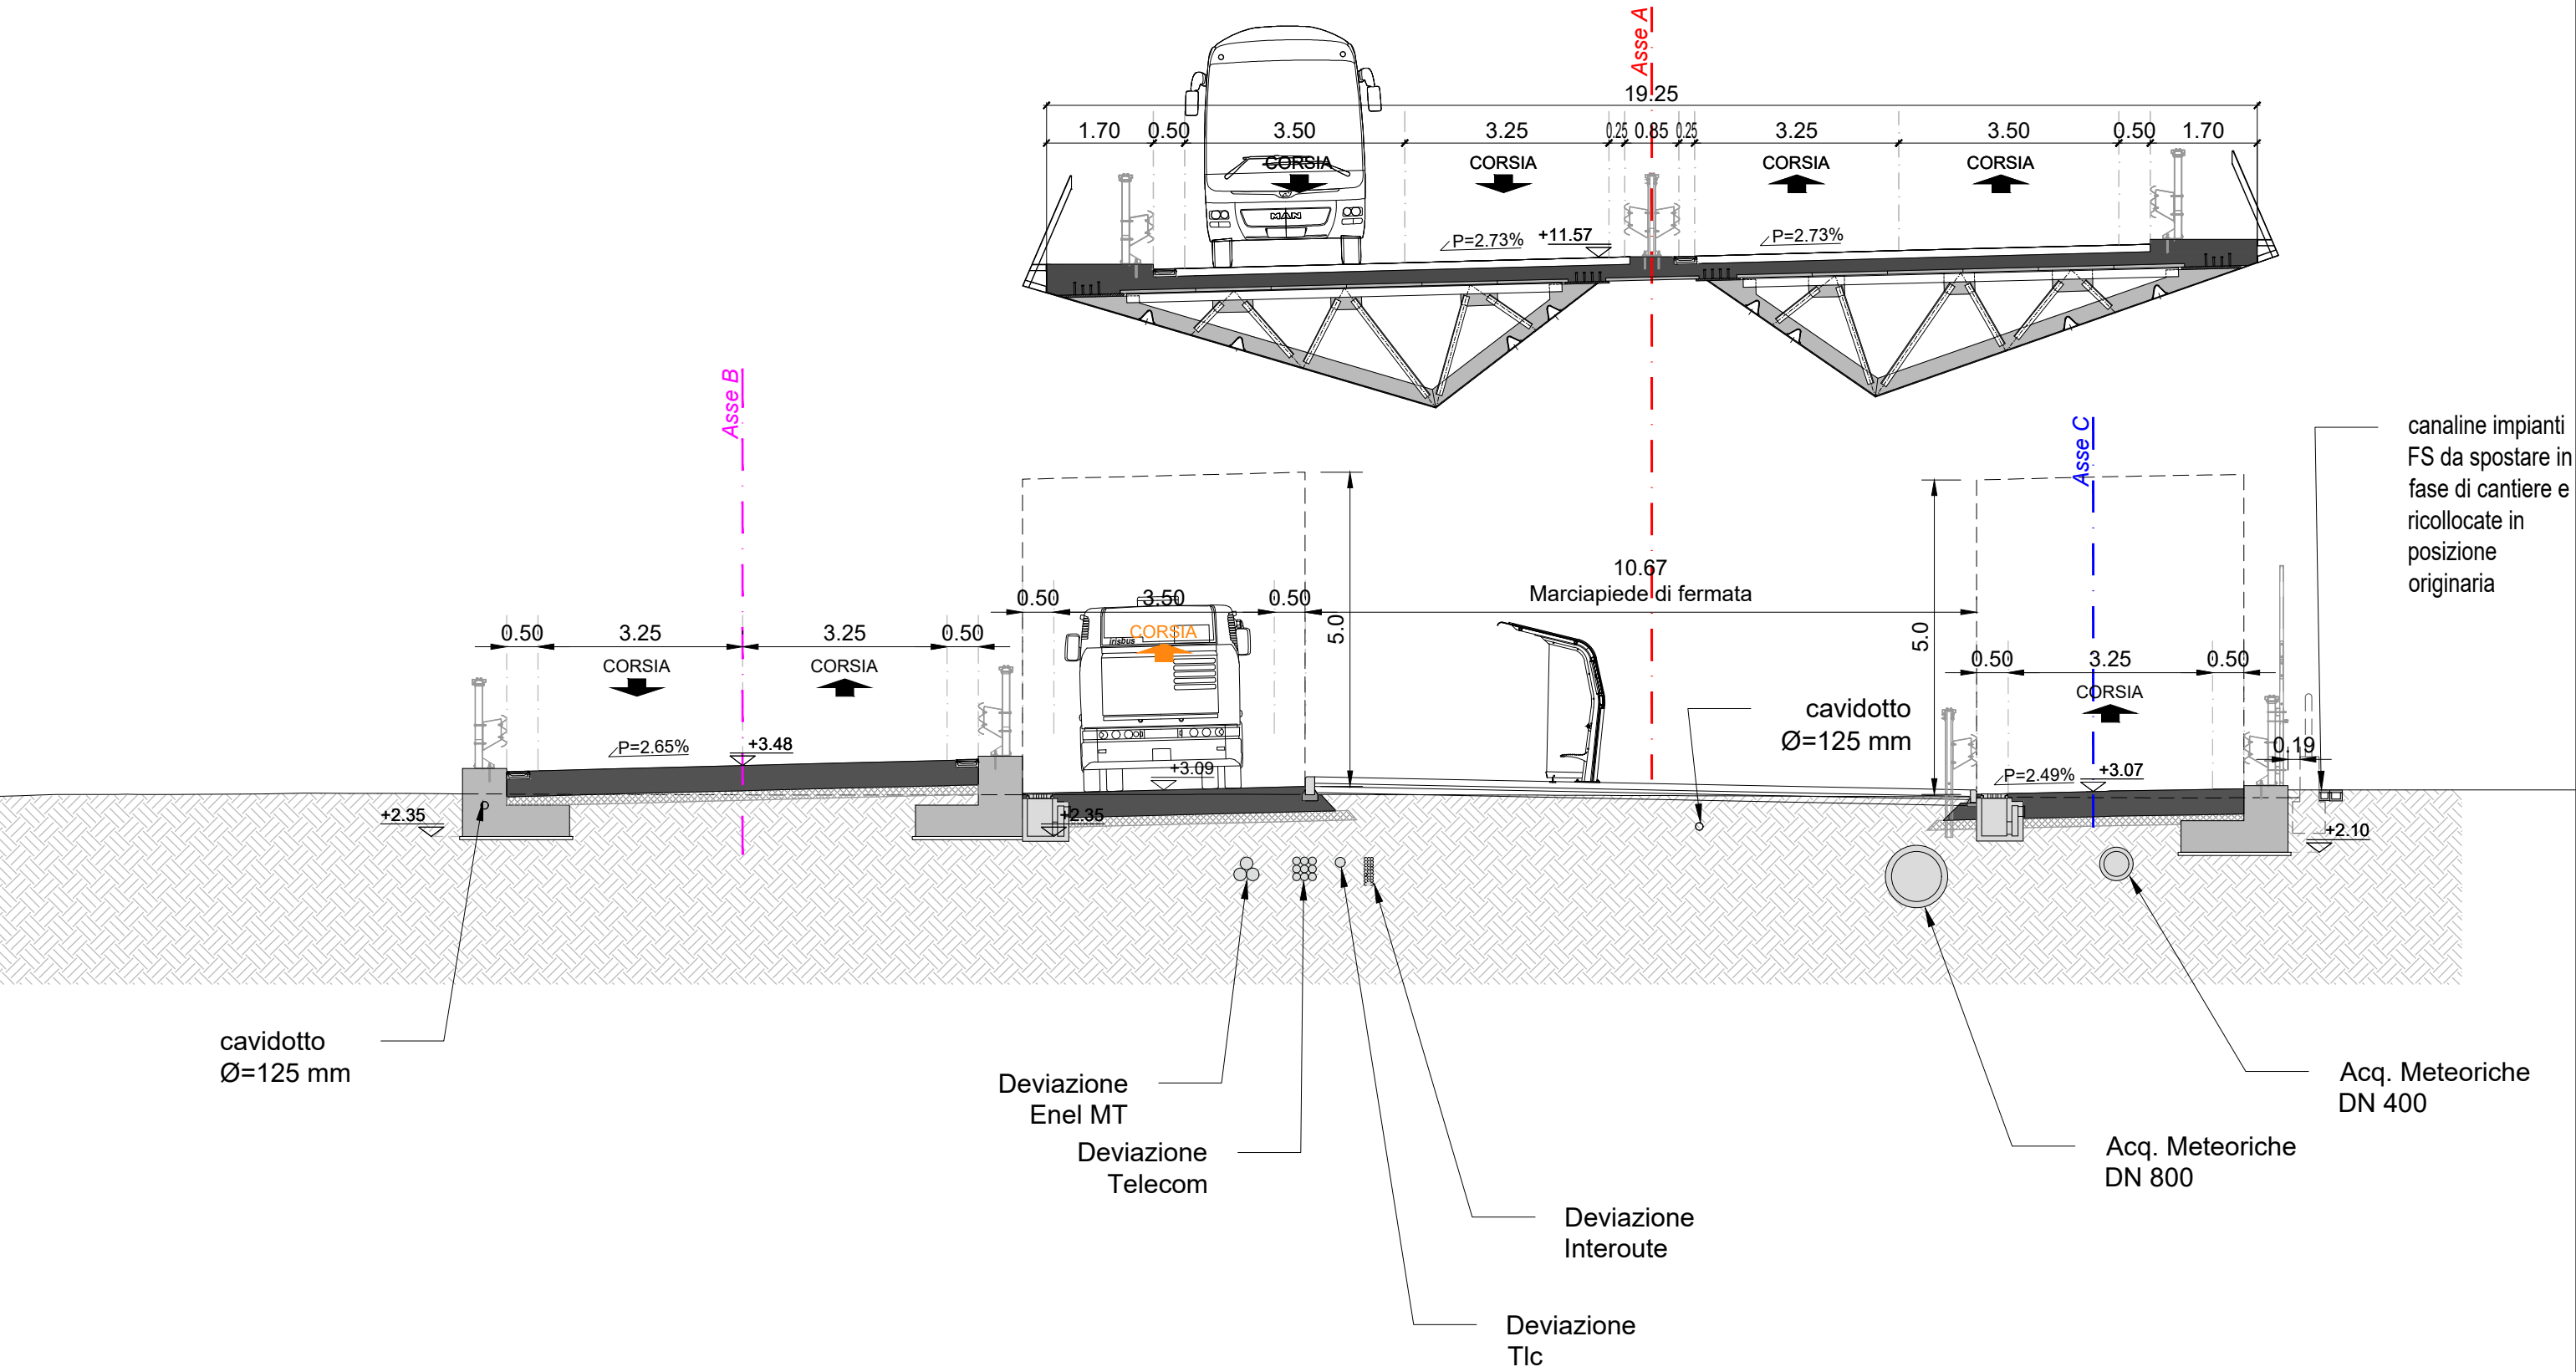 Asse A
19.25
1.70 0.50 3.50 3.25 0.25 0.85 0.25 3.25 3.50 0.50 1.70
CORSIA CORSIA CORSIA CORSIA
MAN
P=2.73% +11.57 P=2.73%
Asse B
Asse C
canaline impianti
FS da spostare in
fase di cantiere e
ricollocate in
posizione
originaria
10.67
Marciapiede di fermata
0.50 3.50 0.50
5.0
5.0
CORSIA
irisbus
0.50 3.25 3.25 0.50
CORSIA CORSIA
0.50 3.25 0.50
CORSIA
cavidotto
Ø=125 mm
0.19
P=2.65% +3.48
+3.09
P=2.49% +3.07
+2.35
+2.35
+2.10
cavidotto
Ø=125 mm
Deviazione
Enel MT
Deviazione
Telecom
Deviazione
Interoute
Deviazione
Tlc
Acq. Meteoriche
DN 400
Acq. Meteoriche
DN 800